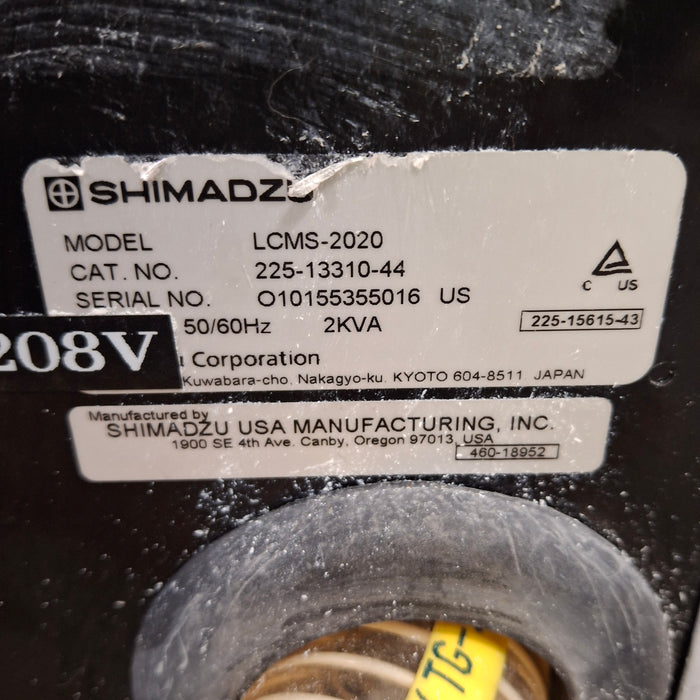 SHIMADZU
MODEL LCMS-2020
CAT. NO. 225-13310-44
SERIAL NO. O10155355016 US
C US
208V 50/60Hz 2KVA 225-15615-43
Corporation
Kuwabara-cho, Nakagyo-ku, KYOTO 604-8511 JAPAN
Manufactured by
SHIMADZU USA MANUFACTURING, INC.
1900 SE 4th Ave. Canby, Oregon 97013, USA
460-18952
TG-